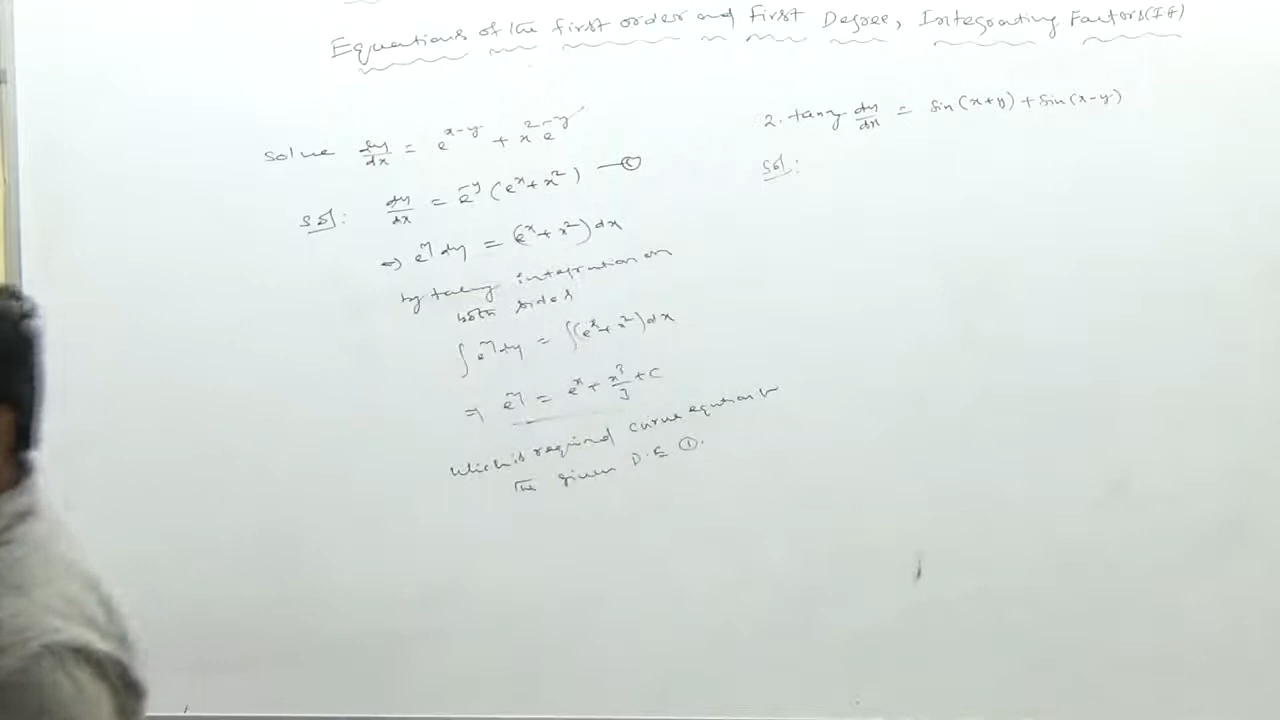 Equations of the first order and First Degree, Integrating Factors(IF)
Solve dy/dx = e^{x-y} + x^2 e^{-y}
Sol: dy/dx = e^{-y} (e^x + x^2) —①
⇒ e^y dy = (e^x + x^2) dx
by taking integration on
both sides
∫ e^y dy = ∫(e^x + x^2) dx
⇒ e^y = e^x + x^3/3 + C
which is required curve equation of
the given D.E ①.
2. tan y dy/dx = Sin(x+y) + Sin(x-y)
Sol: